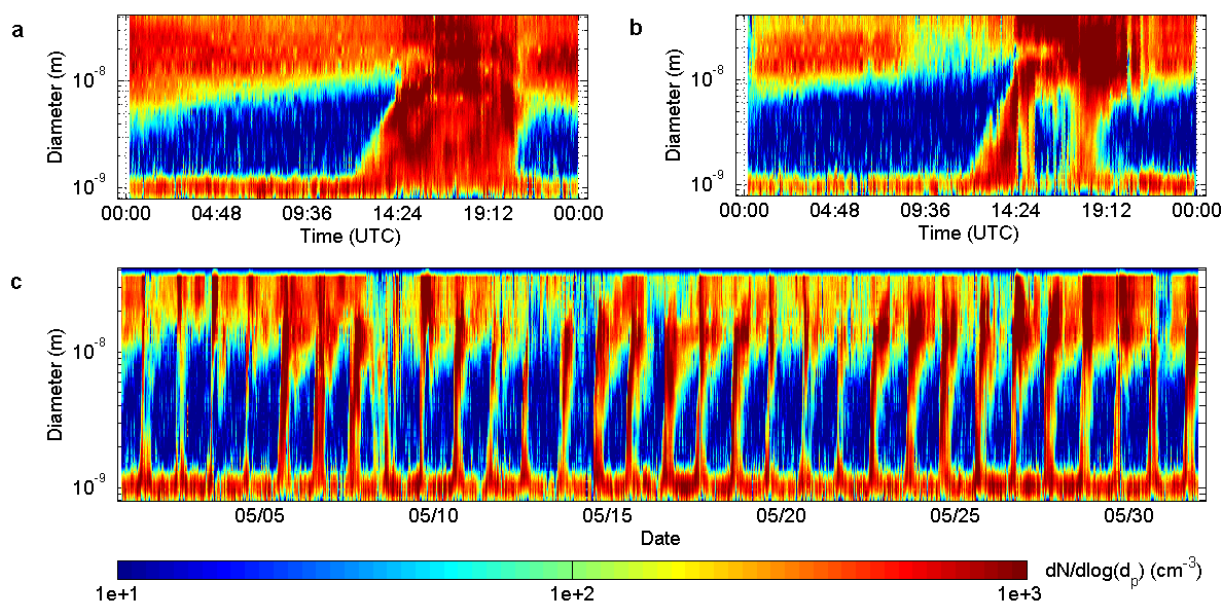 a
Diameter (m)
10⁻⁸
10⁻⁹
00:00 04:48 09:36 14:24 19:12 00:00
Time (UTC)
b
Diameter (m)
10⁻⁸
10⁻⁹
00:00 04:48 09:36 14:24 19:12 00:00
Time (UTC)
c
Diameter (m)
10⁻⁸
10⁻⁹
05/05 05/10 05/15 05/20 05/25 05/30
Date
dN/dlog(dₚ) (cm⁻³)
1e+1 1e+2 1e+3